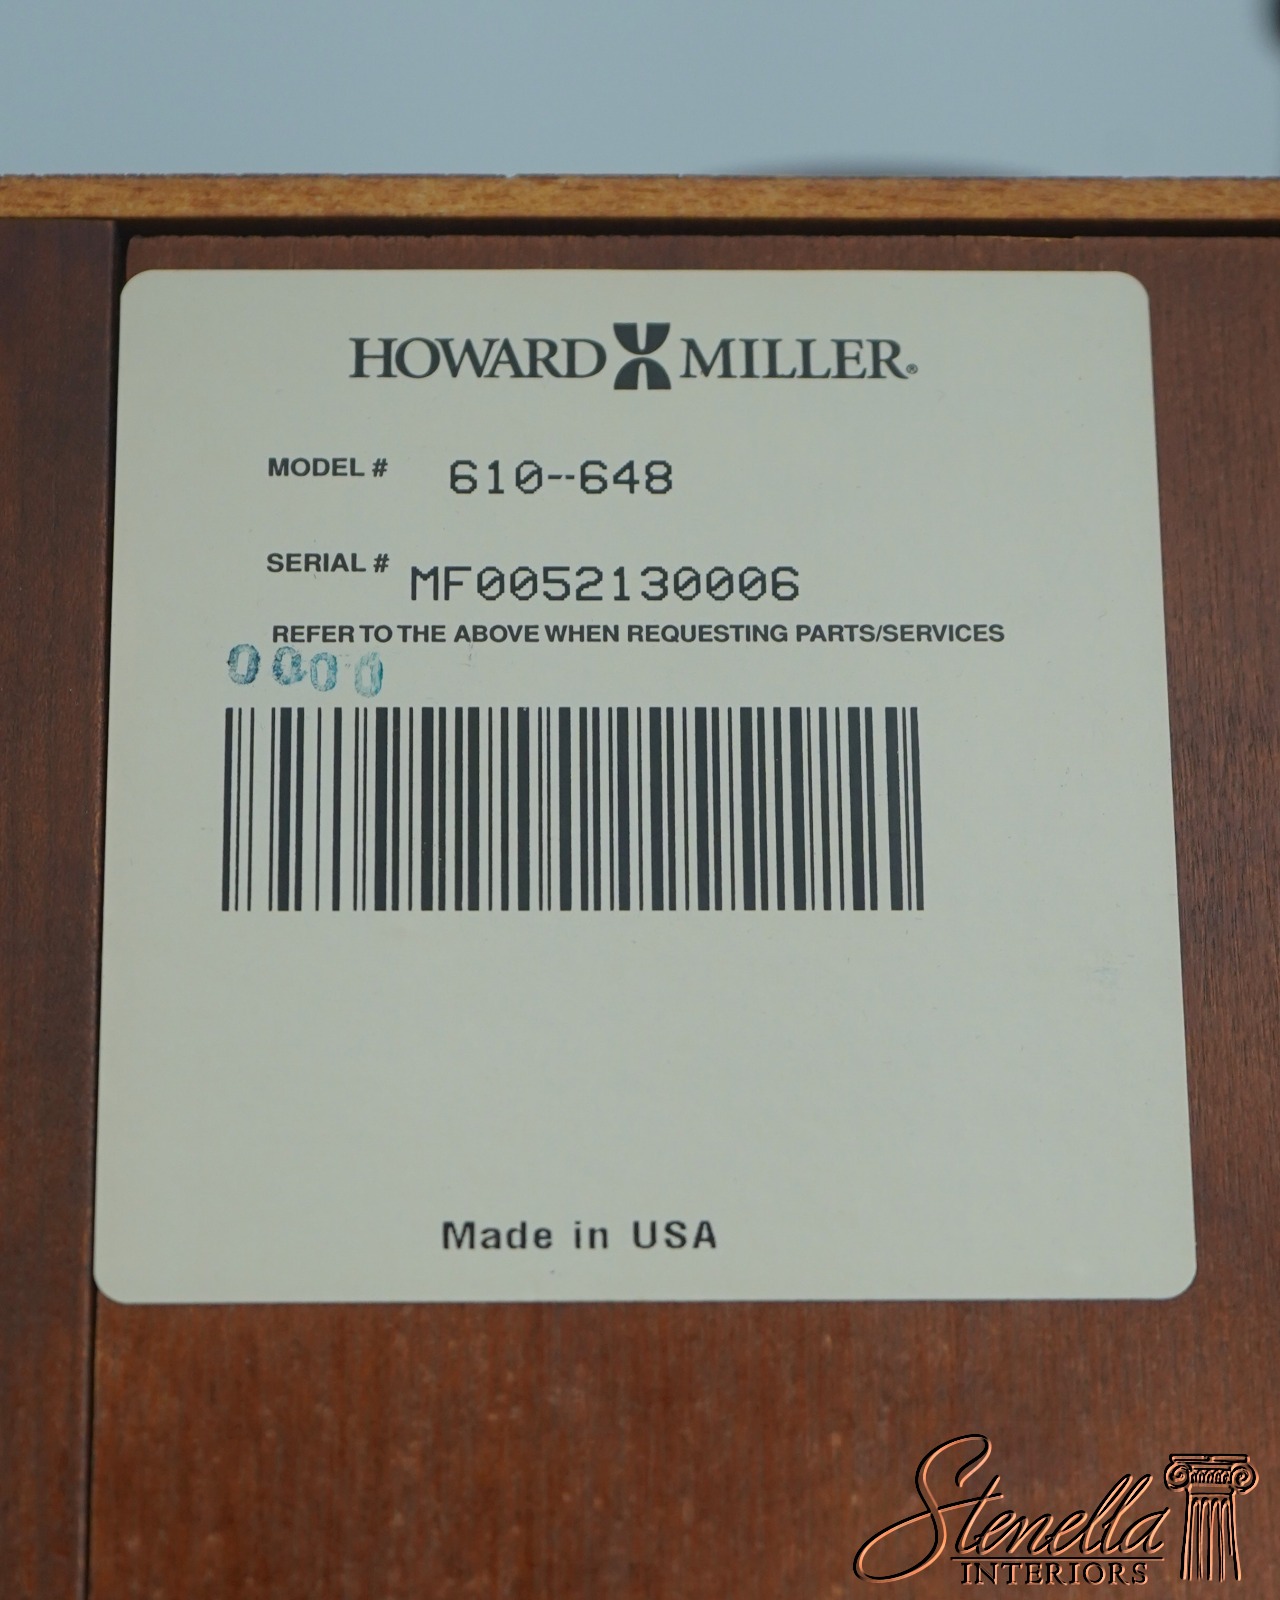 HOWARD MILLER®
MODEL # 610--648
SERIAL # MF0052130006
REFER TO THE ABOVE WHEN REQUESTING PARTS/SERVICES
0000
Made in USA
Stenella
INTERIORS